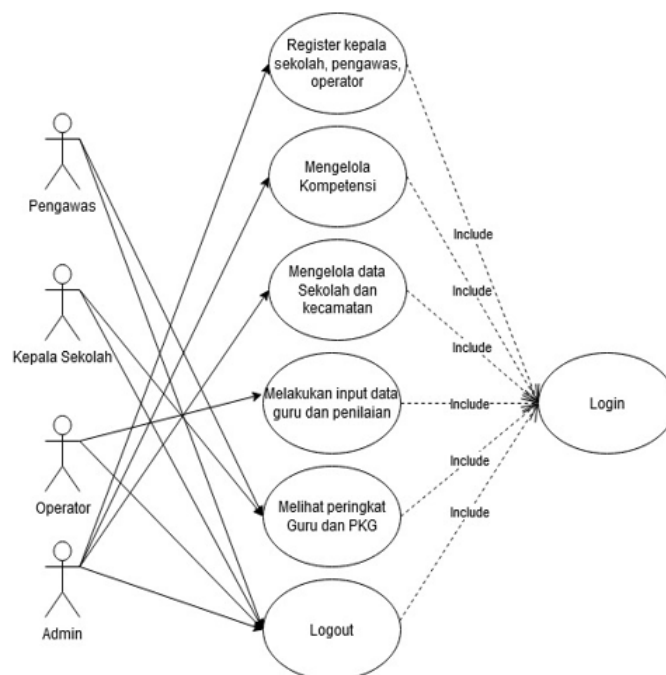 Register kepala
sekolah, pengawas,
operator
Pengawas
Mengelola
Kompetensi
Include
Mengelola data
Sekolah dan
kecamatan
Include
Kepala Sekolah
Include
Melakukan input data
guru dan penilaian
Include
Login
Include
Operator
Melihat peringkat
Guru dan PKG
Include
Admin
Logout